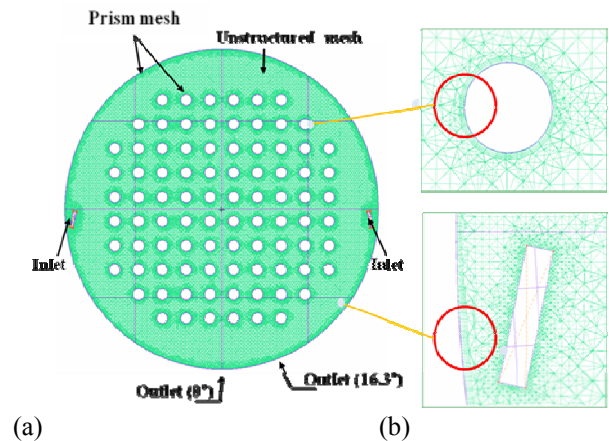 Prism mesh
Unstructured mesh
Inlet
Inlet
Outlet (0°)
Outlet (16.3°)
(a)
(b)